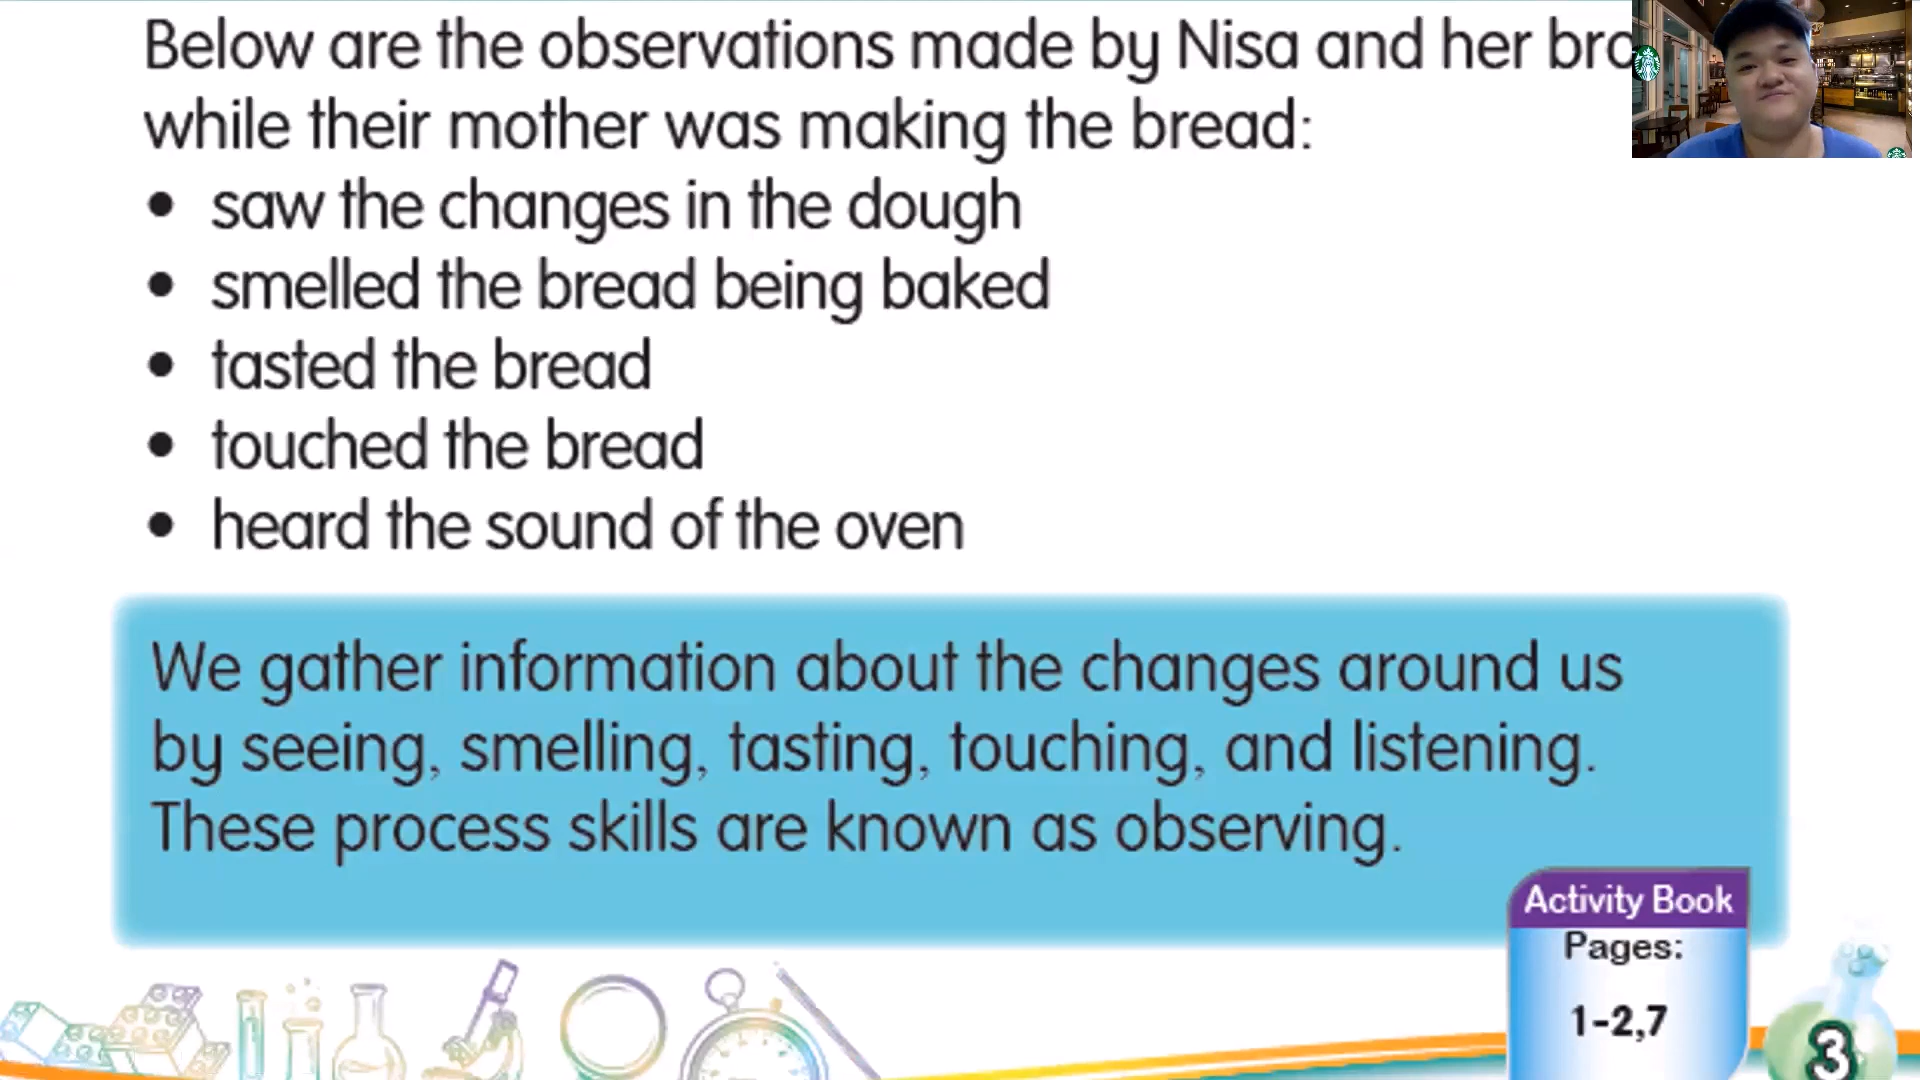 Below are the observations made by Nisa and her bro
while their mother was making the bread:
• saw the changes in the dough
• smelled the bread being baked
• tasted the bread
• touched the bread
• heard the sound of the oven
We gather information about the changes around us
by seeing, smelling, tasting, touching, and listening.
These process skills are known as observing.
Activity Book
Pages:
1-2,7
3